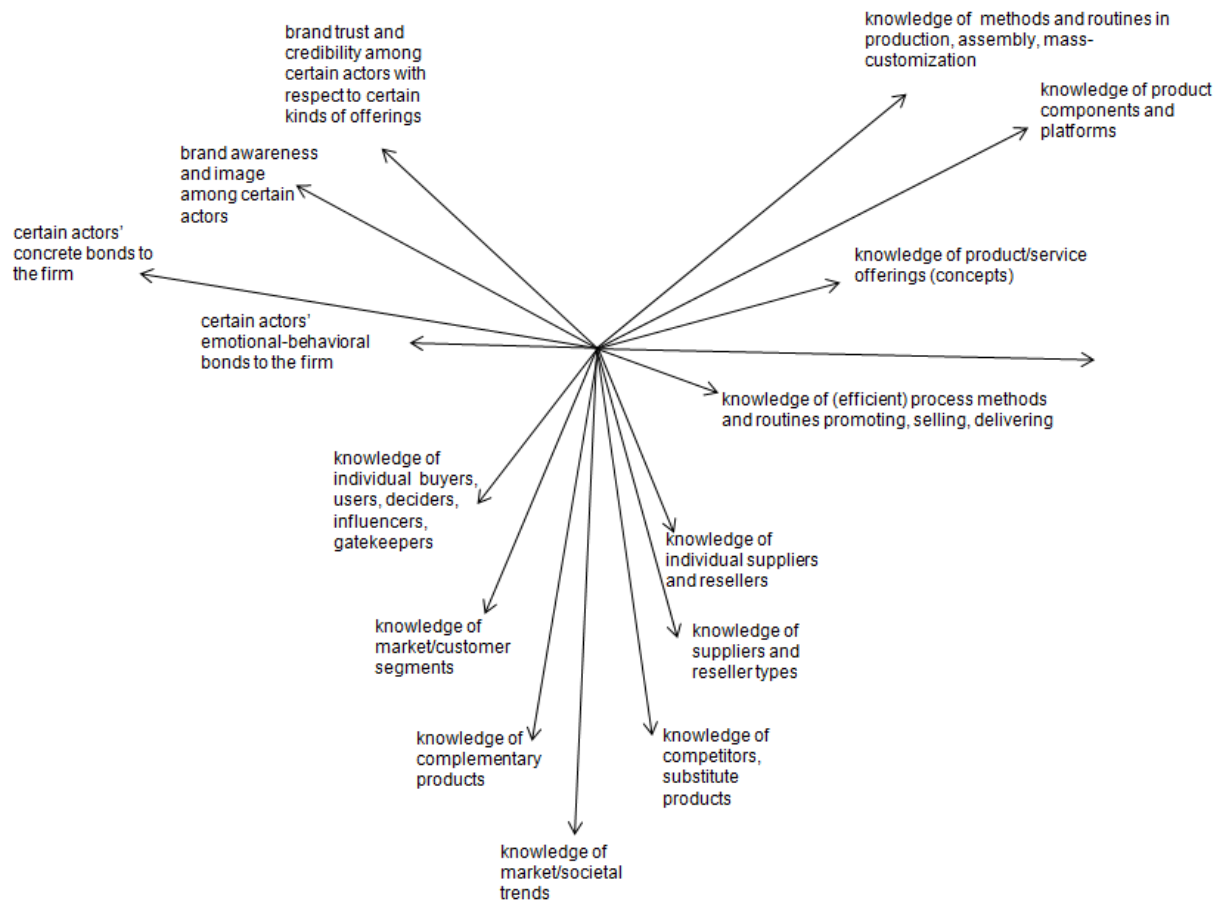 brand trust and
credibility among
certain actors with
respect to certain
kinds of offerings
knowledge of methods and routines in
production, assembly, mass-
customization
knowledge of product
components and
platforms
brand awareness
and image
among certain
actors
certain actors’
concrete bonds to
the firm
knowledge of product/service
offerings (concepts)
certain actors’
emotional-behavioral
bonds to the firm
knowledge of (efficient) process methods
and routines promoting, selling, delivering
knowledge of
individual buyers,
users, deciders,
influencers,
gatekeepers
knowledge of
individual suppliers
and resellers
knowledge of
market/customer
segments
knowledge of
suppliers and
reseller types
knowledge of
complementary
products
knowledge of
competitors,
substitute
products
knowledge of
market/societal
trends